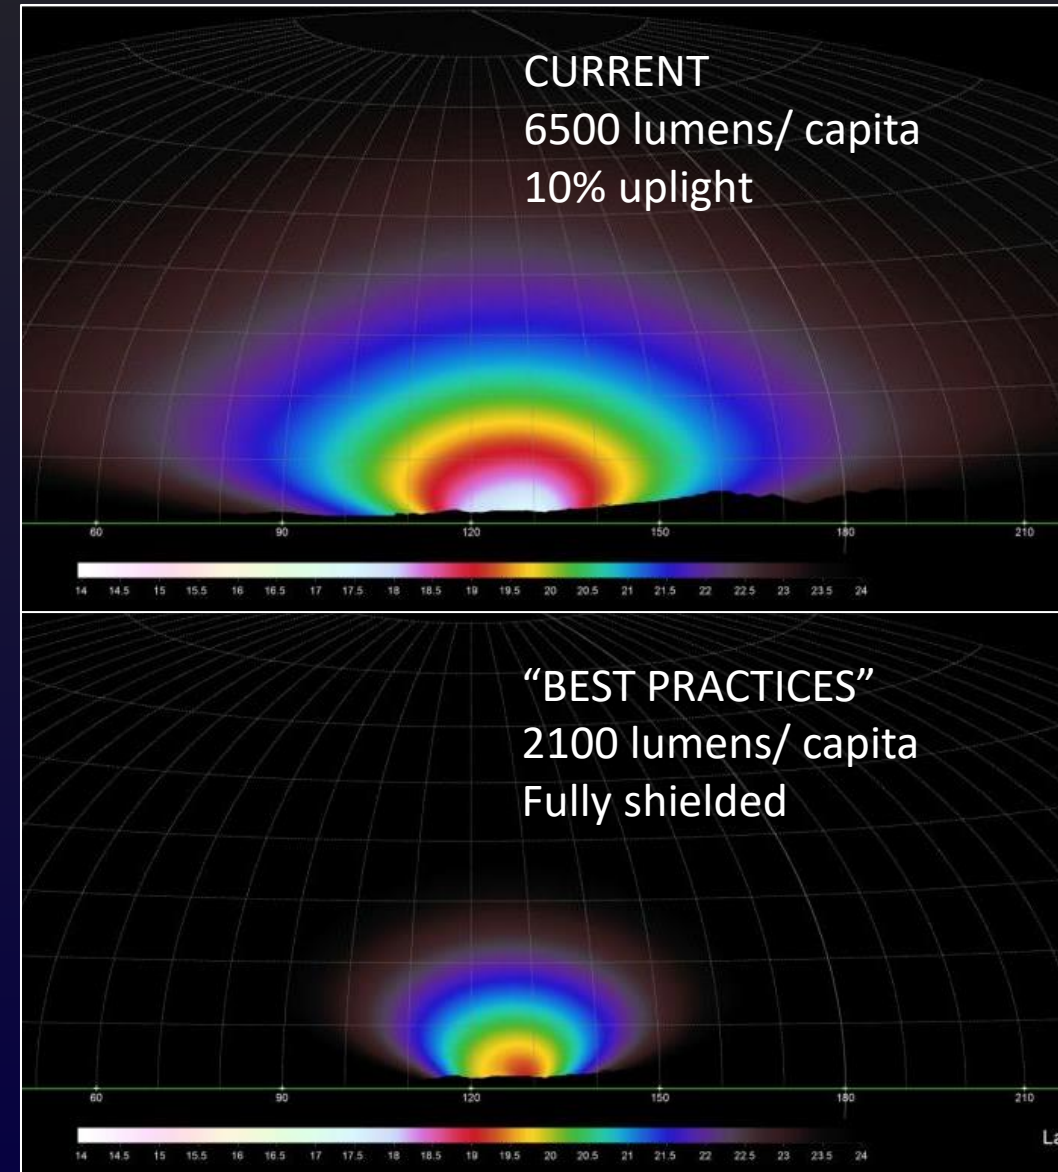 CURRENT
6500 lumens/ capita
10% uplight
60 90 120 150 180 210
14 14.5 15 15.5 16 16.5 17 17.5 18 18.5 19 19.5 20 20.5 21 21.5 22 22.5 23 23.5 24
“BEST PRACTICES”
2100 lumens/ capita
Fully shielded
60 90 120 150 180 210
La
14 14.5 15 15.5 16 16.5 17 17.5 18 18.5 19 19.5 20 20.5 21 21.5 22 22.5 23 23.5 24